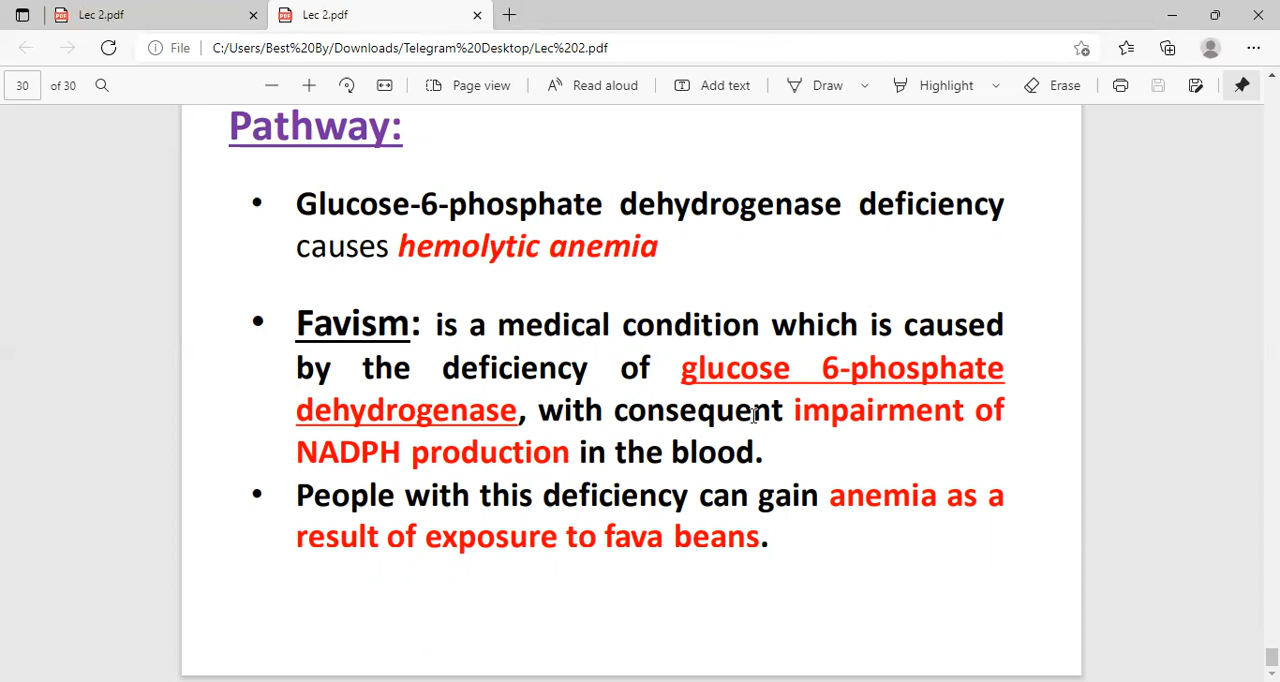 Lec 2.pdf
Lec 2.pdf
File
C:/Users/Best%20By/Downloads/Telegram%20Desktop/Lec%202.pdf
30 of 30
Page view
Read aloud
Add text
Draw
Highlight
Erase
Pathway:
• Glucose-6-phosphate dehydrogenase deficiency
causes hemolytic anemia
• Favism: is a medical condition which is caused
by the deficiency of glucose 6-phosphate
dehydrogenase, with consequent impairment of
NADPH production in the blood.
• People with this deficiency can gain anemia as a
result of exposure to fava beans.